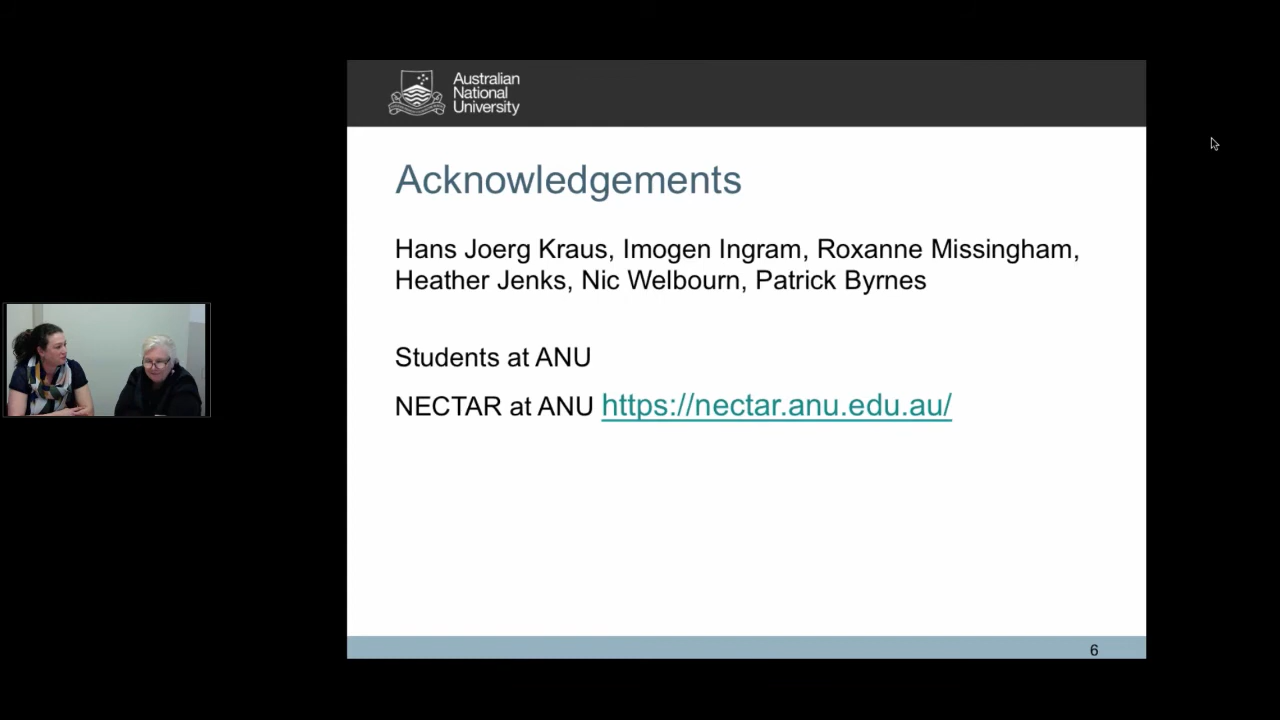 Australian
National
University
Acknowledgements
Hans Joerg Kraus, Imogen Ingram, Roxanne Missingham,
Heather Jenks, Nic Welbourn, Patrick Byrnes
Students at ANU
NECTAR at ANU https://nectar.anu.edu.au/
6